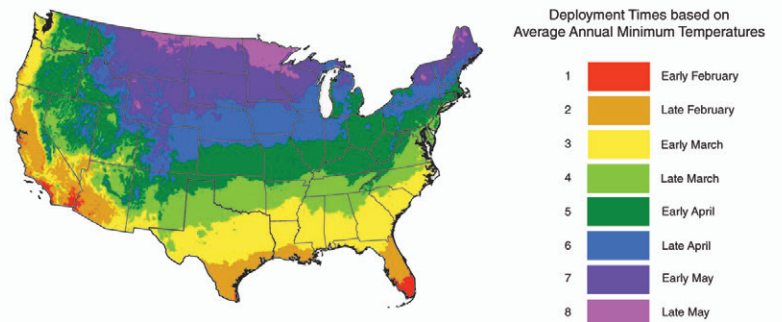 Deployment Times based on
Average Annual Minimum Temperatures
1 Early February
2 Late February
3 Early March
4 Late March
5 Early April
6 Late April
7 Early May
8 Late May